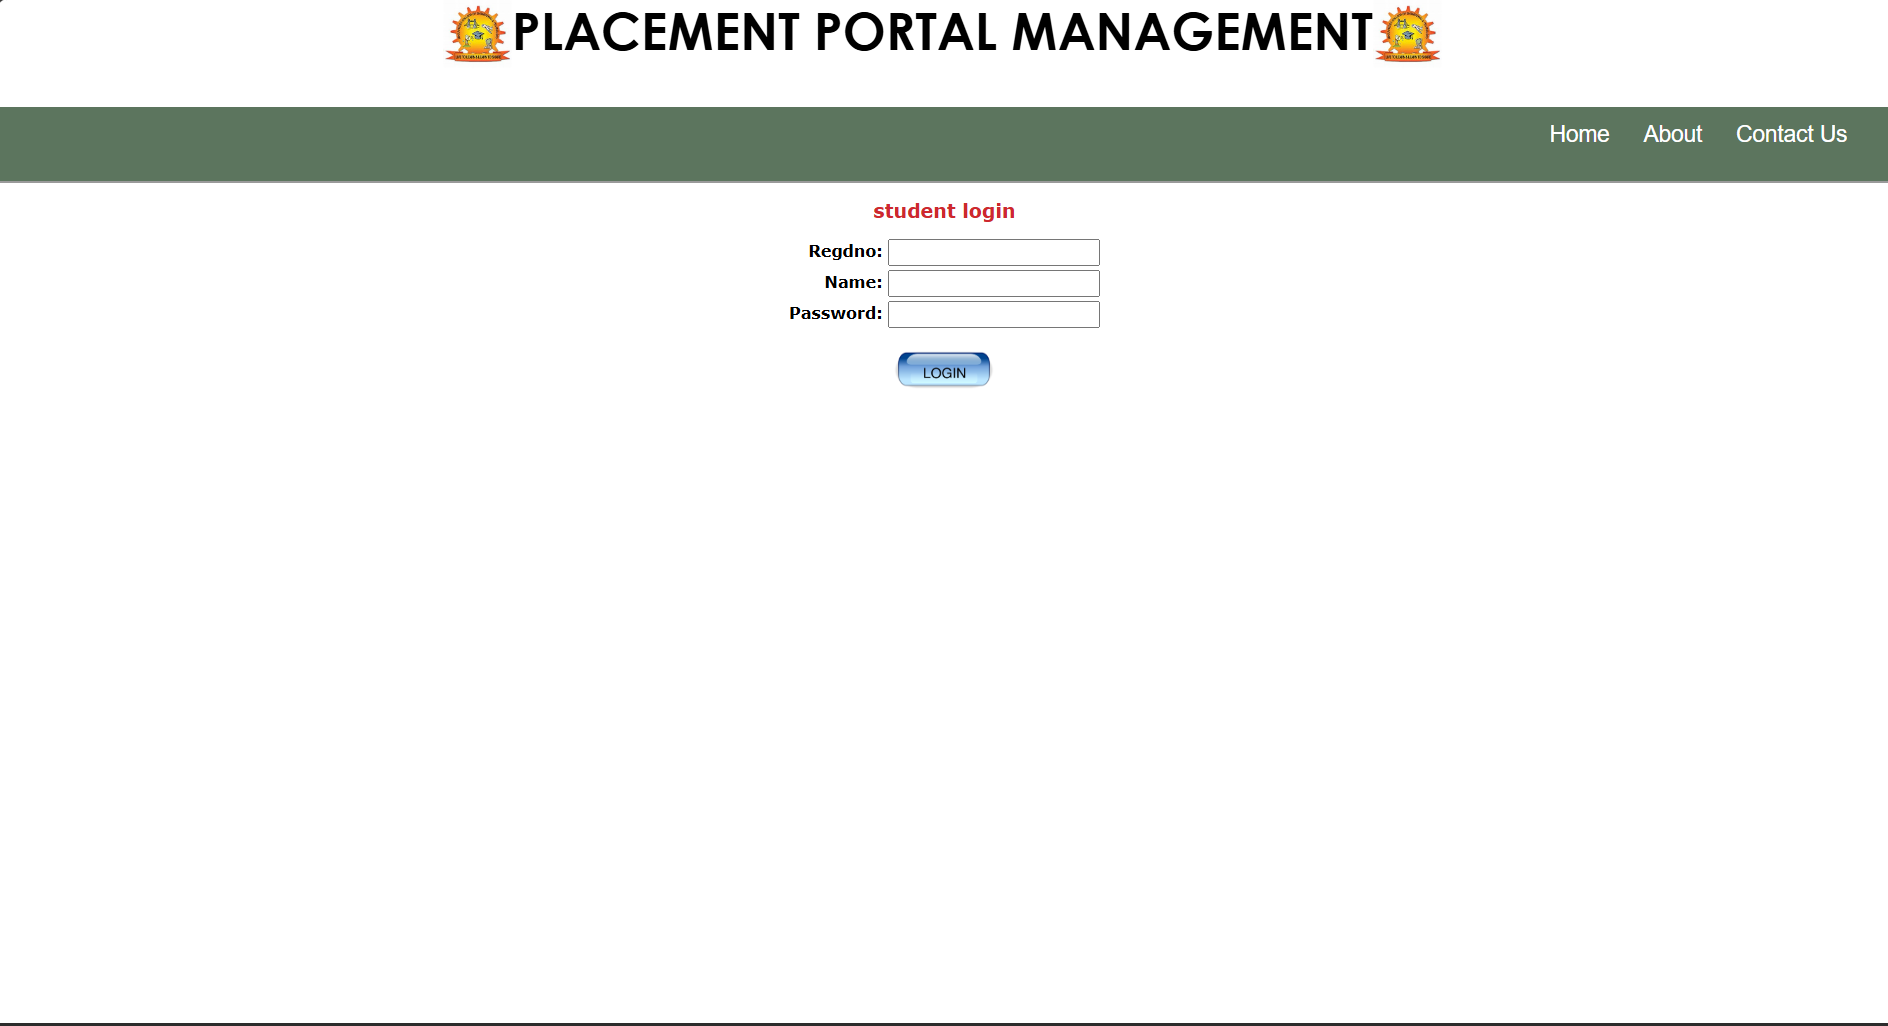 PLACEMENT PORTAL MANAGEMENT
Home About Contact Us
student login
Regdno:
Name:
Password:
LOGIN